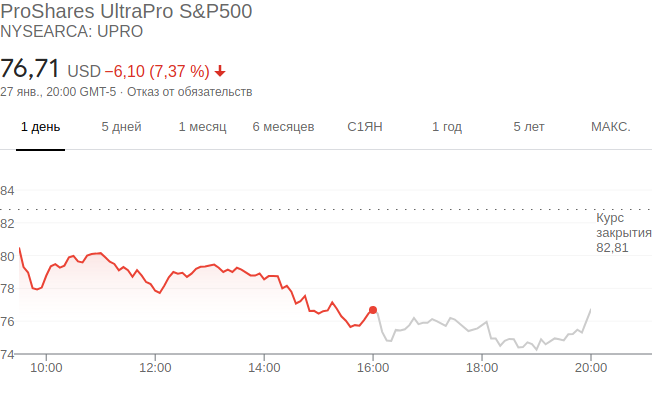 ProShares UltraPro S&P500
NYSEARCA: UPRO
76,71 USD −6,10 (7,37 %)
27 янв., 20:00 GMT-5 · Отказ от обязательств
1 день 5 дней 1 месяц 6 месяцев С1ЯН 1 год 5 лет МАКС.
84
Курс
закрытия
82,81
82
80
78
76
74
10:00 12:00 14:00 16:00 18:00 20:00